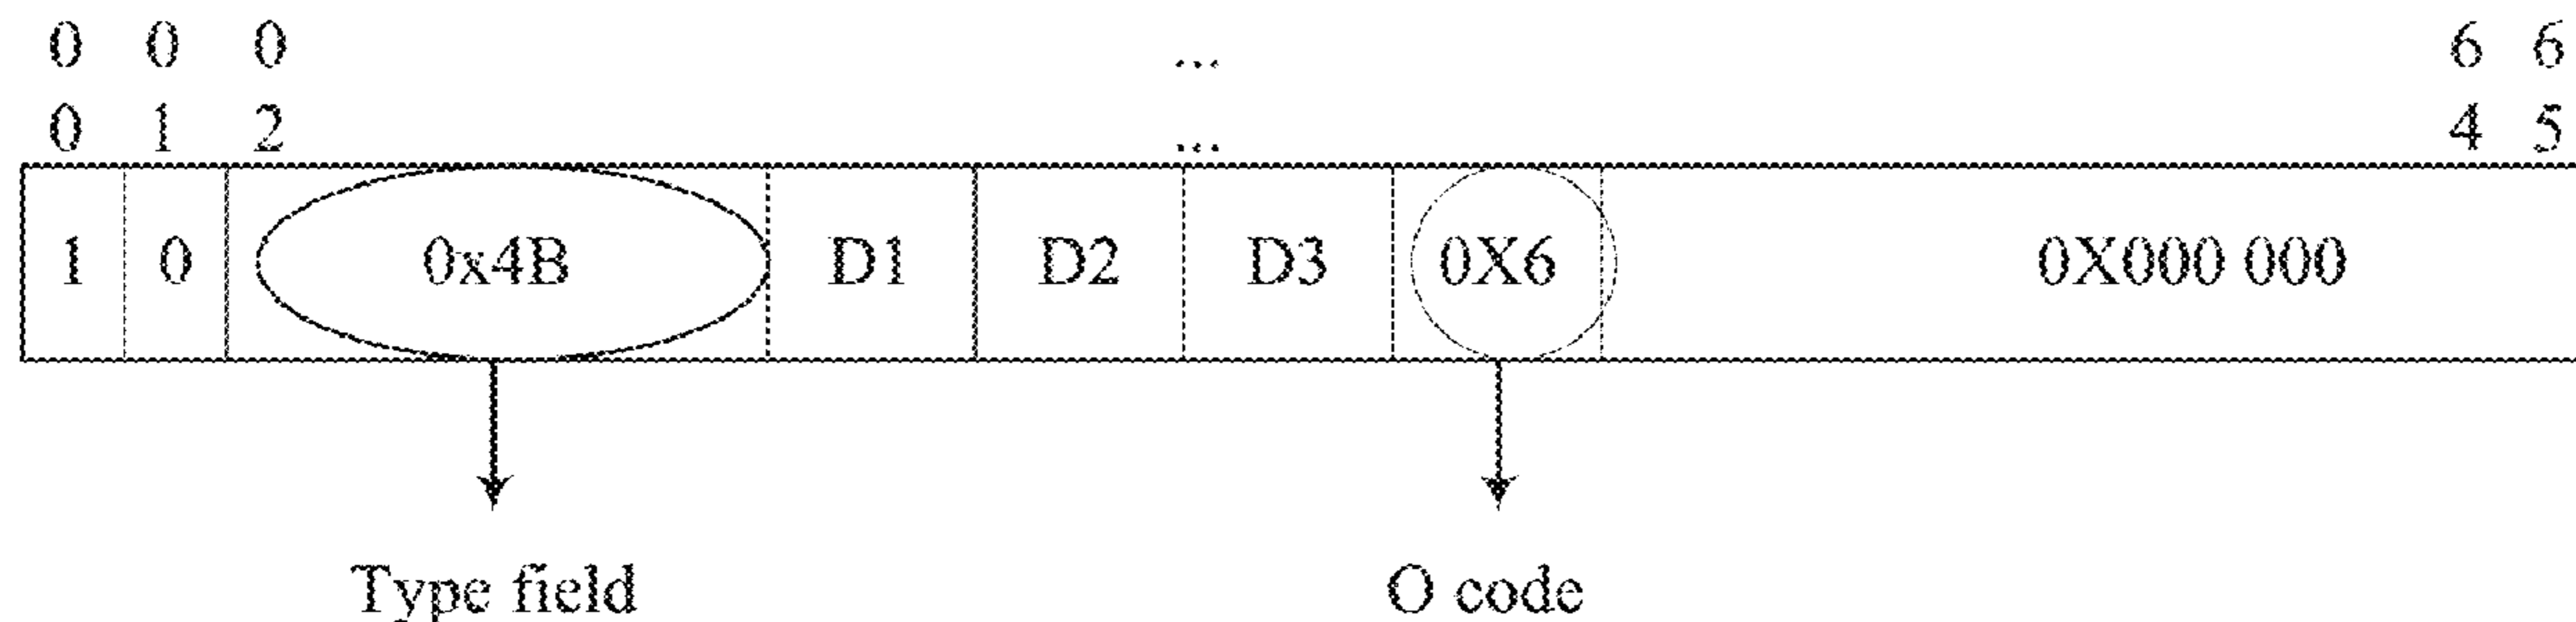 0 0 0 ... 6 6
0 1 2 ... 4 5
1 0 0x4B D1 D2 D3 0X6 0X000 000
Type field O code